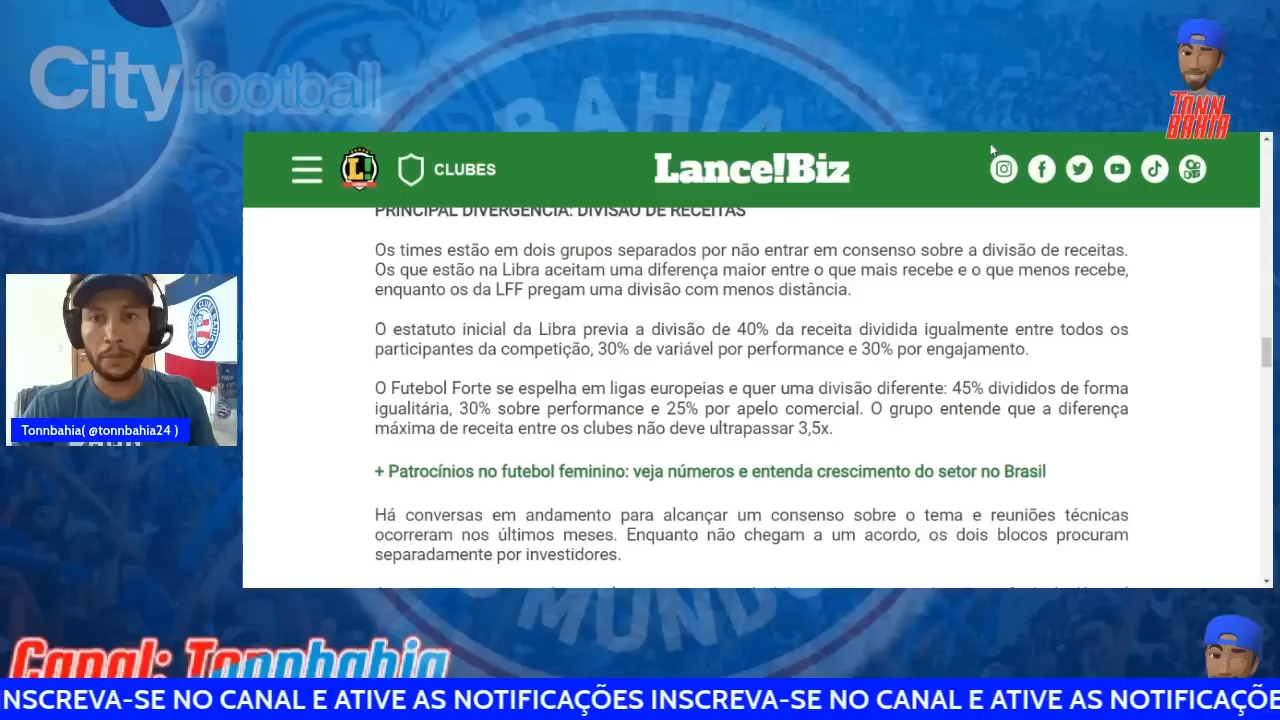 City football
BAHIA
TONN
BAHIA
L!
CLUBES
Lance!Biz
PRINCIPAL DIVERGÊNCIA: DIVISÃO DE RECEITAS
Os times estão em dois grupos separados por não entrar em consenso sobre a divisão de receitas.
Os que estão na Libra aceitam uma diferença maior entre o que mais recebe e o que menos recebe,
enquanto os da LFF pregam uma divisão com menos distância.
O estatuto inicial da Libra previa a divisão de 40% da receita dividida igualmente entre todos os
participantes da competição, 30% de variável por performance e 30% por engajamento.
O Futebol Forte se espelha em ligas europeias e quer uma divisão diferente: 45% divididos de forma
igualitária, 30% sobre performance e 25% por apelo comercial. O grupo entende que a diferença
máxima de receita entre os clubes não deve ultrapassar 3,5x.
+ Patrocínios no futebol feminino: veja números e entenda crescimento do setor no Brasil
Há conversas em andamento para alcançar um consenso sobre o tema e reuniões técnicas
ocorreram nos últimos meses. Enquanto não chegam a um acordo, os dois blocos procuram
separadamente por investidores.
Tonnbahia( @tonnbahia24 )
MUNDO
Canal: Tonnbahia
INSCREVA-SE NO CANAL E ATIVE AS NOTIFICAÇÕES INSCREVA-SE NO CANAL E ATIVE AS NOTIFICAÇÕE